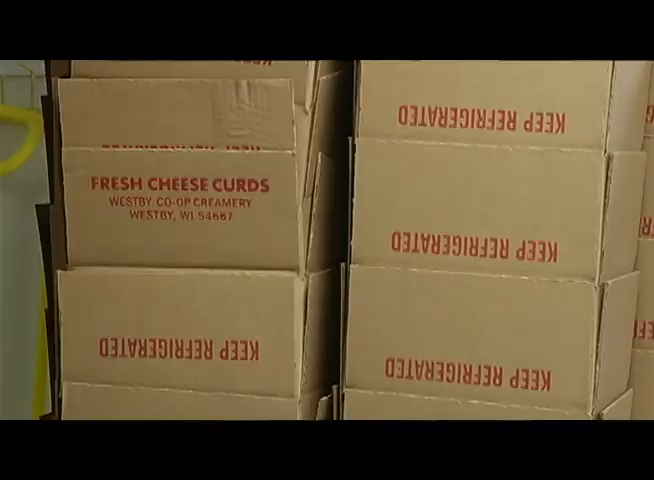 FRESH CHEESE CURDS
WESTBY CO-OP CREAMERY
WESTBY, WI 54667
KEEP REFRIGERATED
KEEP REFRIGERATED
KEEP REFRIGERATED
KEEP REFRIGERATED